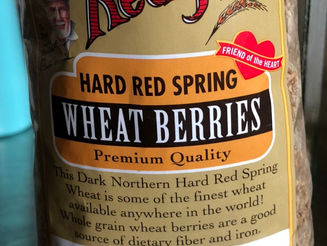 FRIEND of the HEART
HARD RED SPRING
WHEAT BERRIES
Premium Quality
This Dark Northern Hard Red Spring
Wheat is some of the finest wheat
available anywhere in the world!
Whole grain wheat berries are a good
source of dietary fiber and iron.